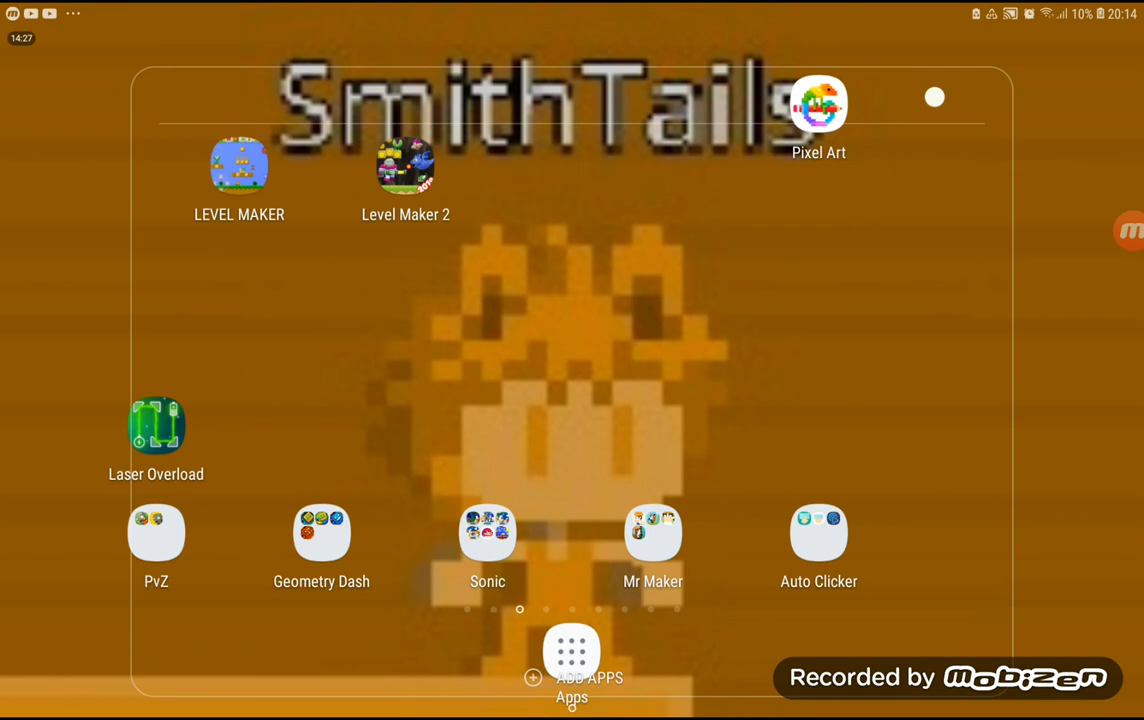 10% 20:14
14:27
SmithTails
Pixel Art
LEVEL MAKER
Level Maker 2
Laser Overload
PvZ
Geometry Dash
Sonic
Mr Maker
Auto Clicker
ADD APPS
Apps
Recorded by mobizen